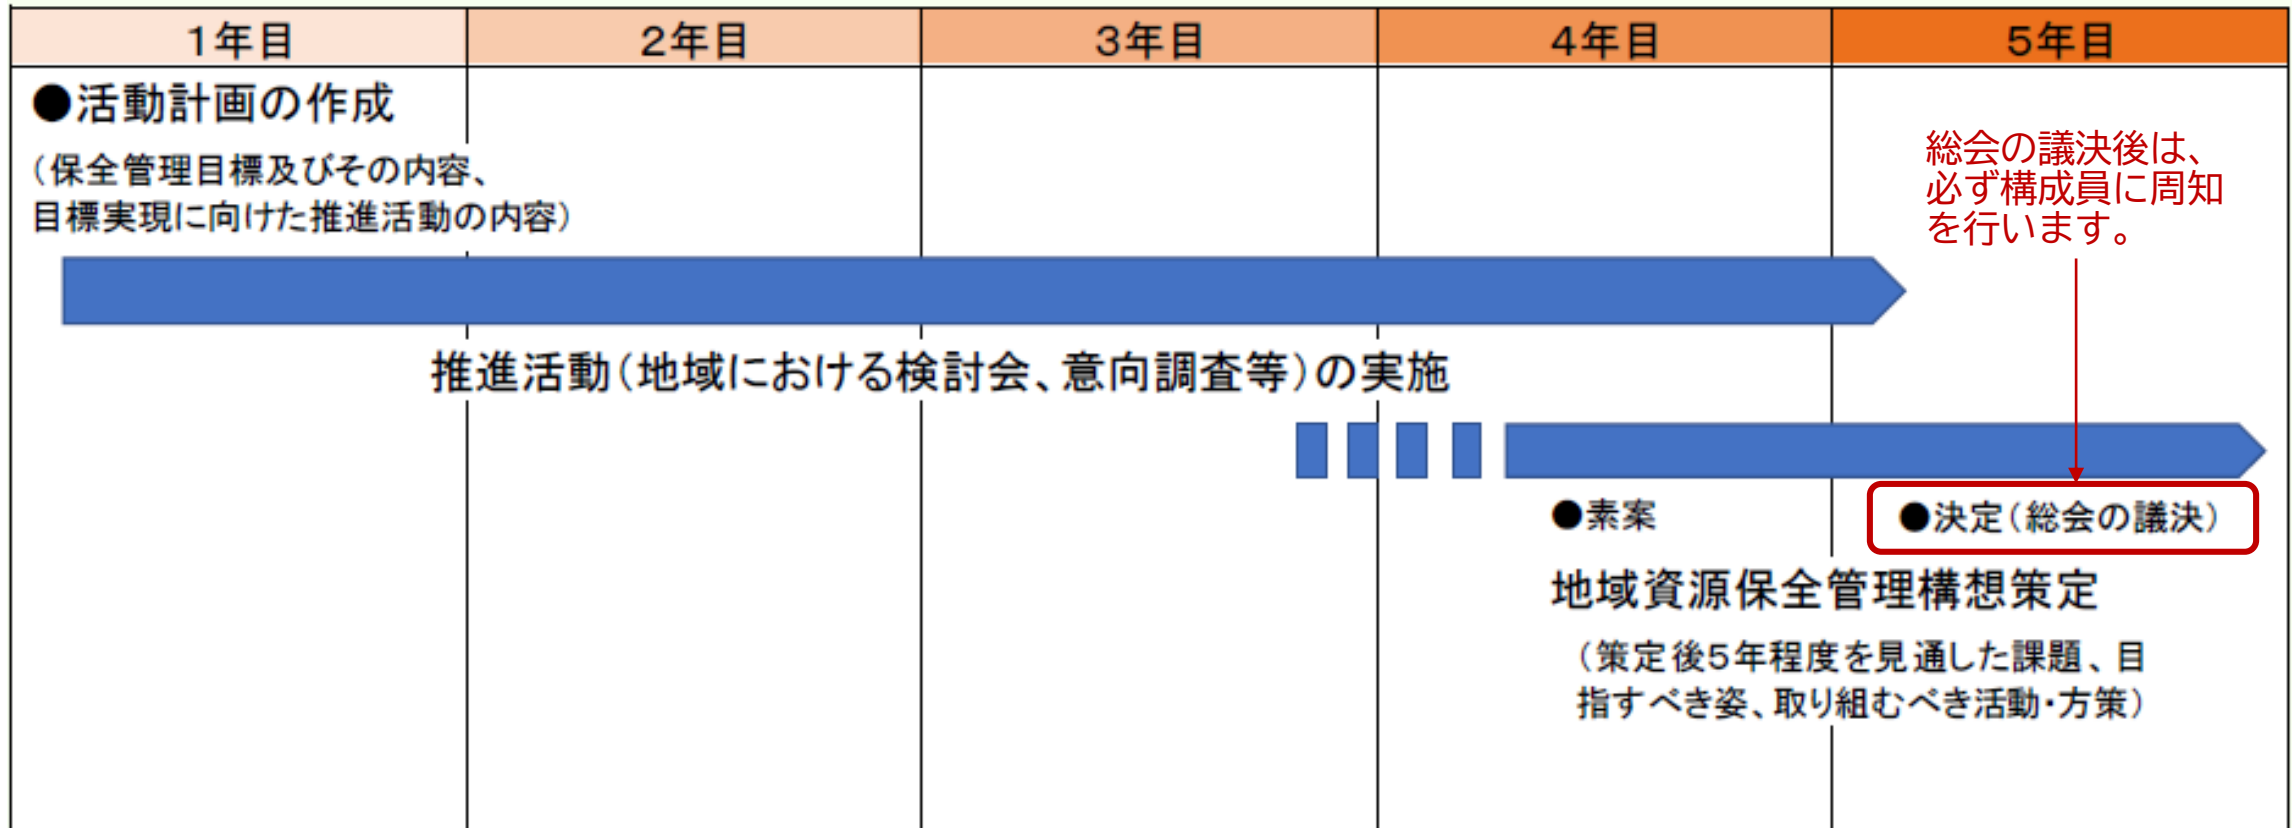 1年目
2年目
3年目
4年目
5年目
●活動計画の作成
（保全管理目標及びその内容、
目標実現に向けた推進活動の内容）
総会の議決後は、
必ず構成員に周知
を行います。
推進活動（地域における検討会、意向調査等）の実施
●素案
●決定（総会の議決）
地域資源保全管理構想策定
（策定後5年程度を見通した課題、目
指すべき姿、取り組むべき活動・方策）